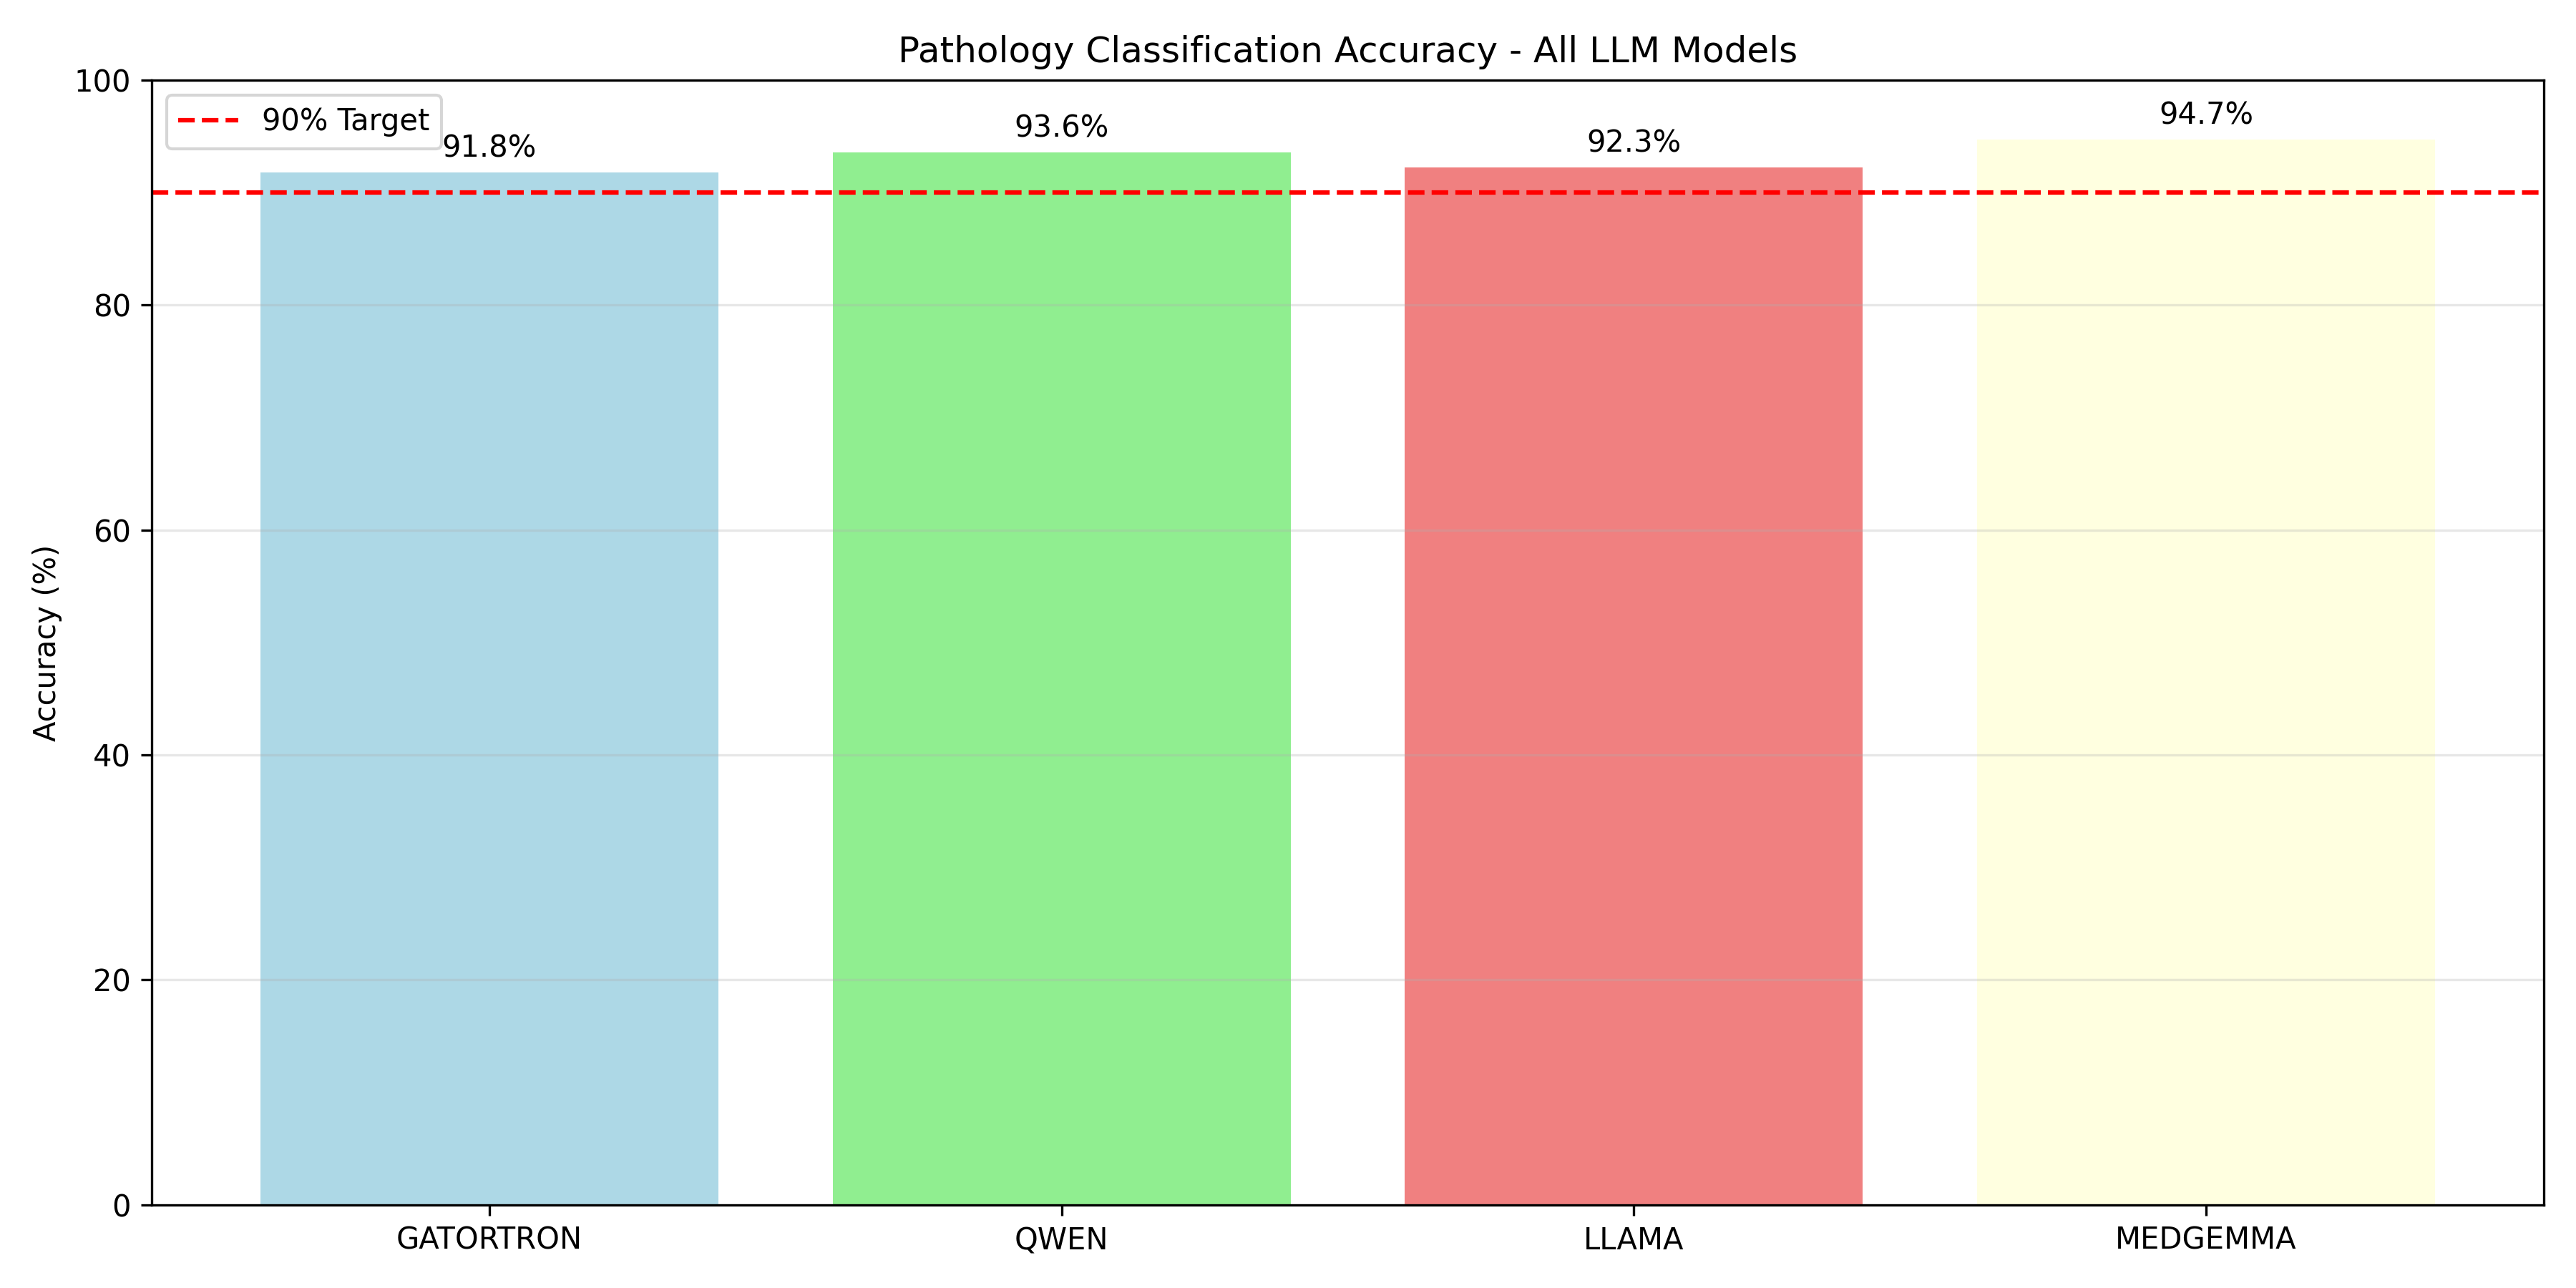 Pathology Classification Accuracy - All LLM Models
90% Target
91.8%
93.6%
92.3%
94.7%
100
80
60
40
20
0
Accuracy (%)
GATORTRON
QWEN
LLAMA
MEDGEMMA